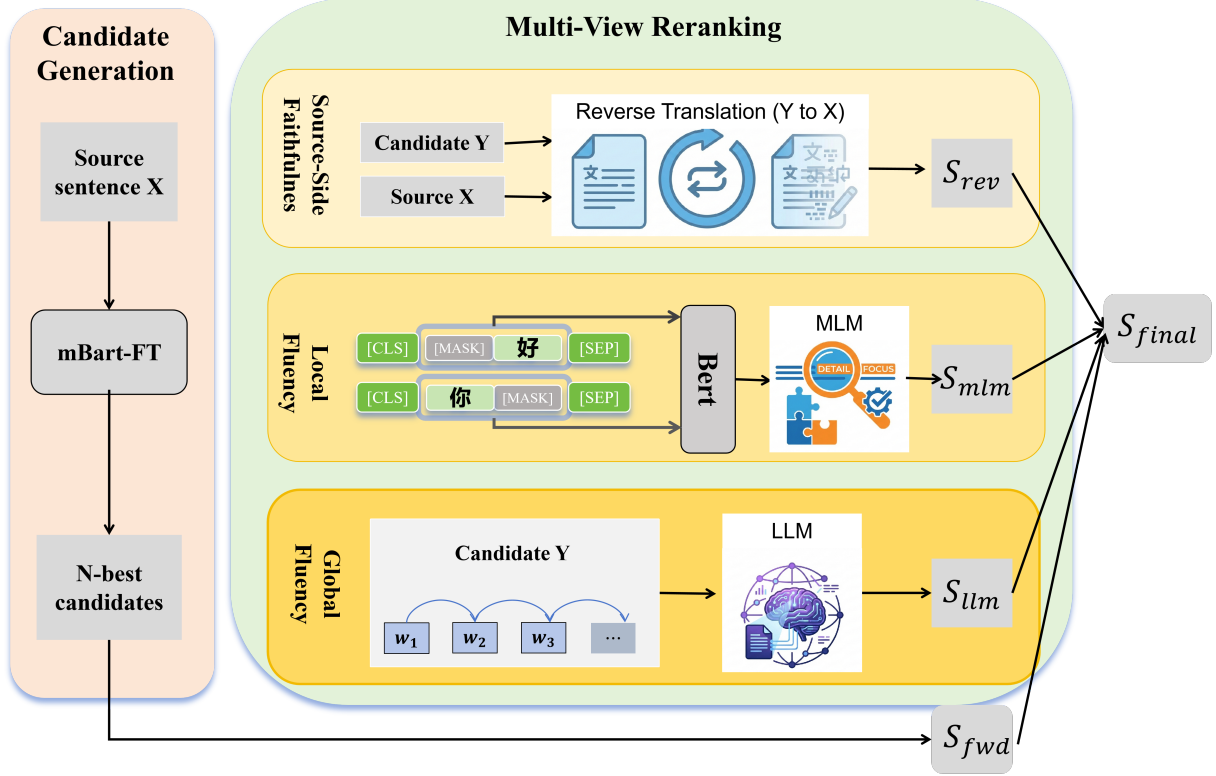 Candidate
Generation
Source
sentence X
mBart-FT
N-best
candidates
Multi-View Reranking
Source-Side
Faithfulnes
Candidate Y
Source X
Reverse Translation (Y to X)
文
文
S_rev
Local
Fluency
[CLS] [MASK] 好 [SEP]
[CLS] 你 [MASK] [SEP]
Bert
MLM
DETAIL FOCUS
S_mlm
Global
Fluency
Candidate Y
w_1 w_2 w_3 ...
LLM
S_llm
S_fwd
S_final